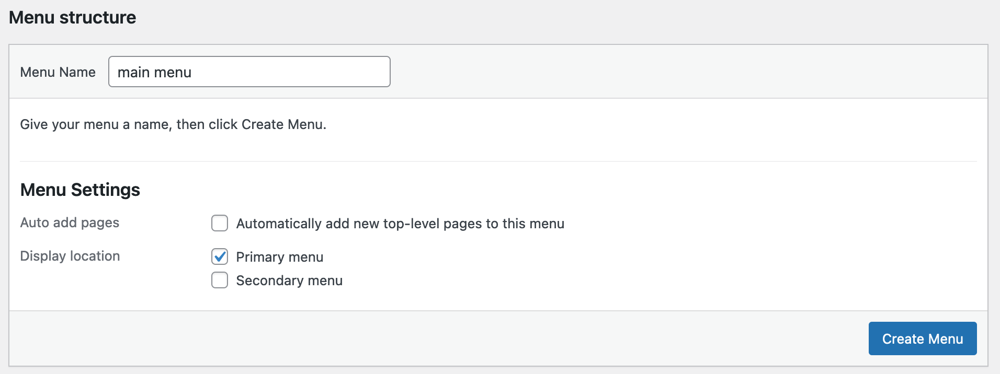 Menu structure
Menu Name main menu
Give your menu a name, then click Create Menu.
Menu Settings
Auto add pages Automatically add new top-level pages to this menu
Display location Primary menu
Secondary menu
Create Menu